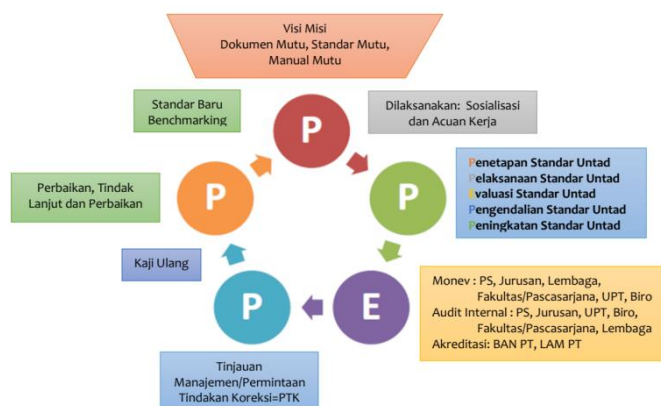 Visi Misi
Dokumen Mutu, Standar Mutu,
Manual Mutu
Standar Baru
Benchmarking
P
Dilaksanakan: Sosialisasi
dan Acuan Kerja
Perbaikan, Tindak
Lanjut dan Perbaikan
P
P
Penetapan Standar Untad
Pelaksanaan Standar Untad
Evaluasi Standar Untad
Pengendalian Standar Untad
Peningkatan Standar Untad
Kaji Ulang
P
E
Monev : PS, Jurusan, Lembaga,
Fakultas/Pascasarjana, UPT, Biro
Audit Internal : PS, Jurusan, UPT, Biro,
Fakultas/Pascasarjana, Lembaga
Akreditasi: BAN PT, LAM PT
Tinjauan
Manajemen/Permintaan
Tindakan Koreksi=PTK